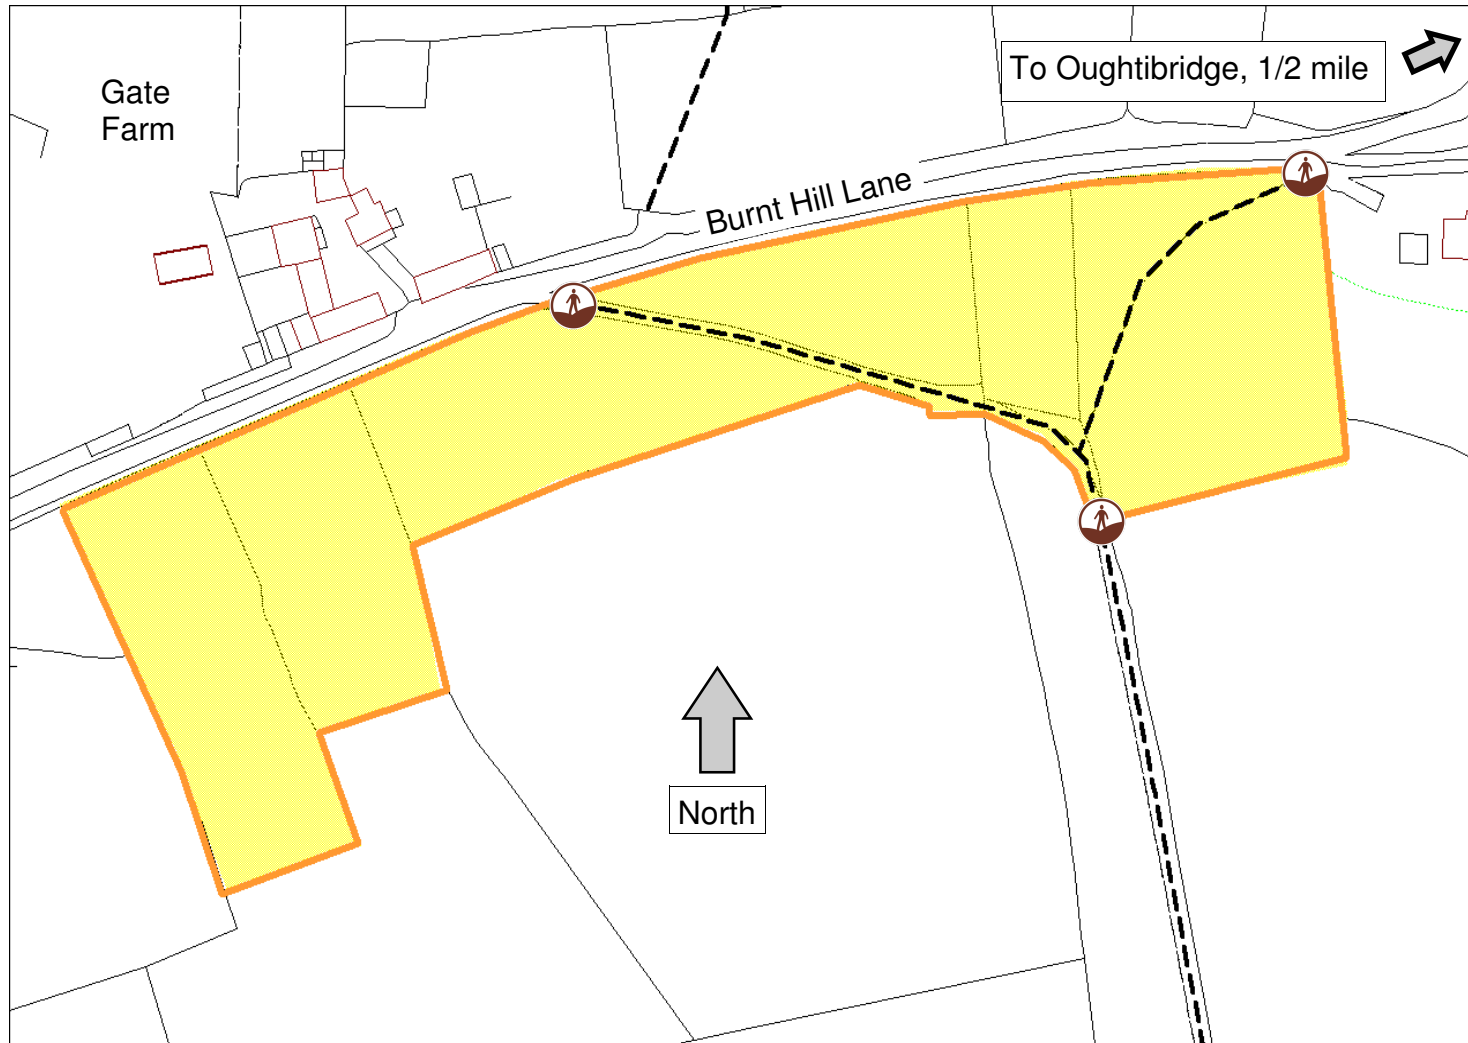 To Oughtibridge, 1/2 mile
Gate
Farm
Burnt Hill Lane
North